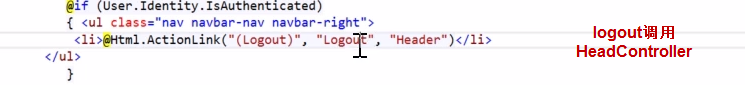 @if (User.Identity.IsAuthenticated)
{ <ul class="nav navbar-nav navbar-right">
<li>@Html.ActionLink("(Logout)", "Logout", "Header")</li>
</ul>
}
logout调用
HeadController